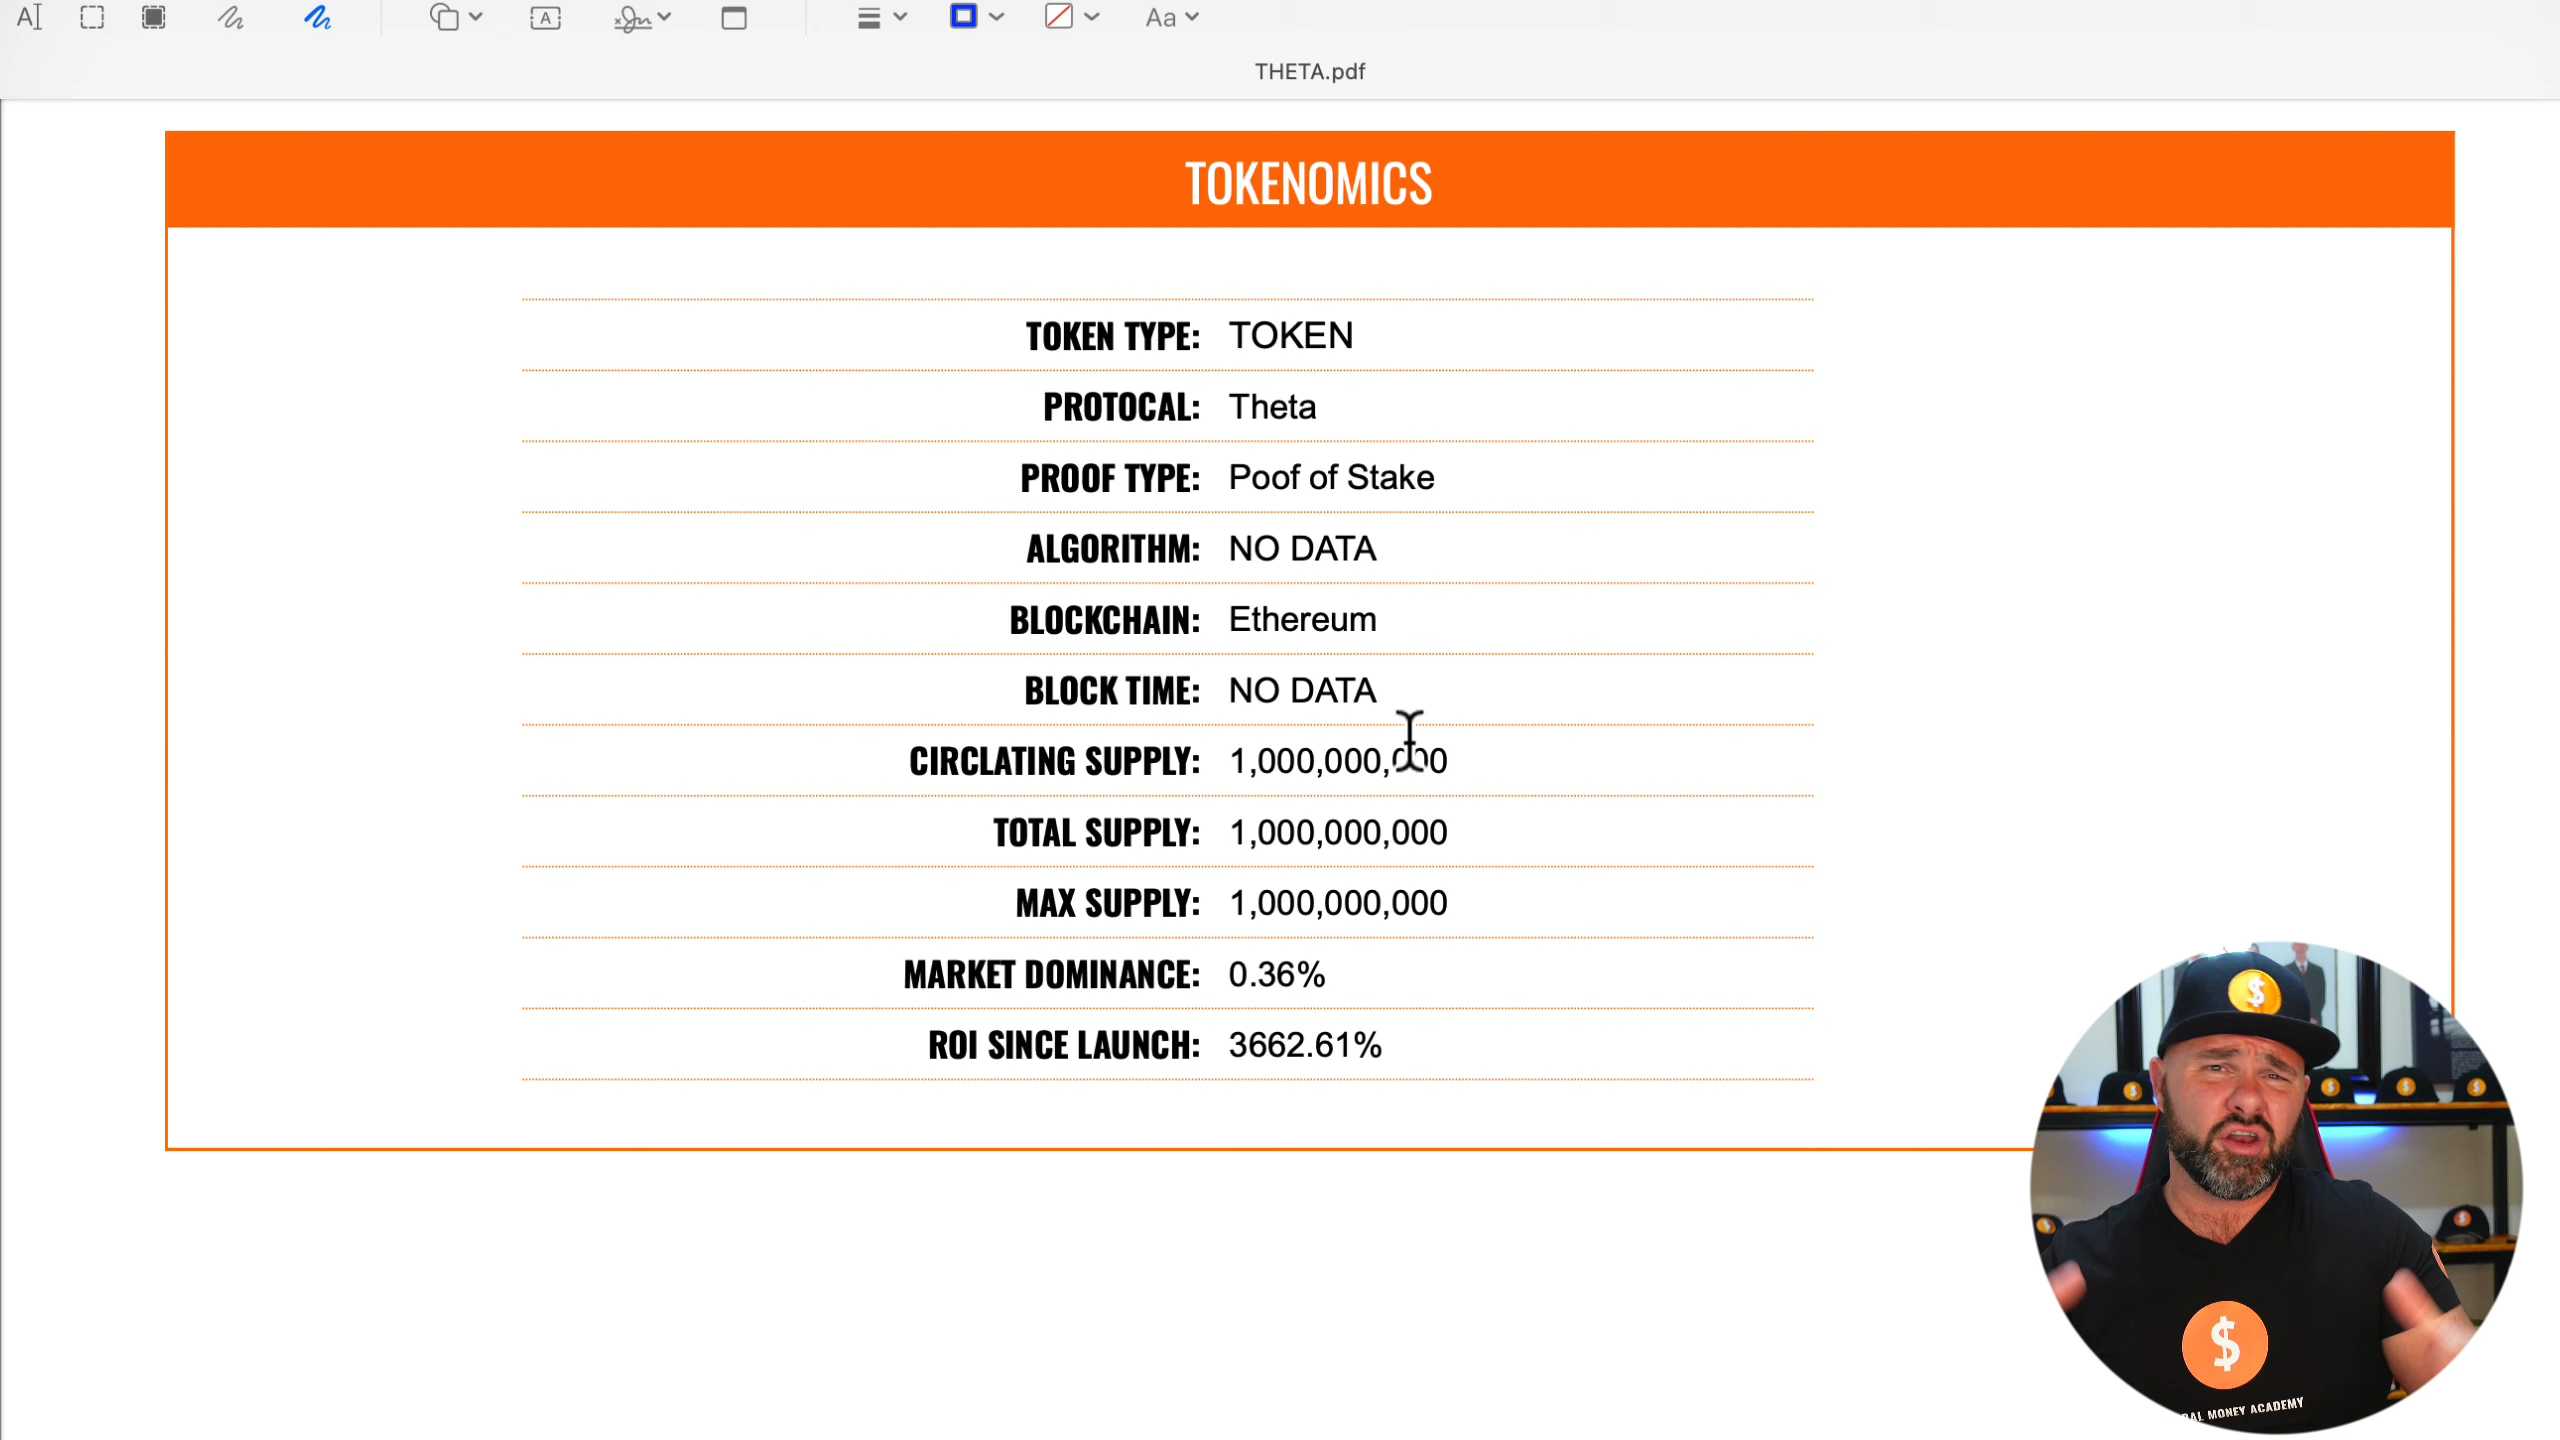 Aa
THETA.pdf
TOKENOMICS
TOKEN TYPE: TOKEN
PROTOCAL: Theta
PROOF TYPE: Poof of Stake
ALGORITHM: NO DATA
BLOCKCHAIN: Ethereum
BLOCK TIME: NO DATA
CIRCLATING SUPPLY: 1,000,000,000
TOTAL SUPPLY: 1,000,000,000
MAX SUPPLY: 1,000,000,000
MARKET DOMINANCE: 0.36%
ROI SINCE LAUNCH: 3662.61%
$
$
MONEY ACADEMY